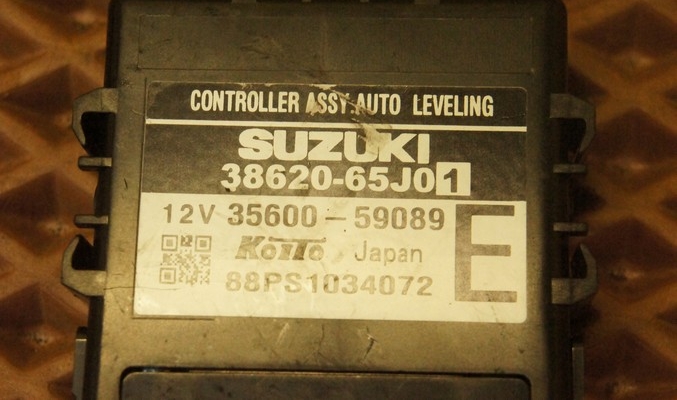 CONTROLLER ASSY.AUTO LEVELING
SUZUKI
38620-65J01
12V 35600-59089
E
KOITO Japan
88PS1034072